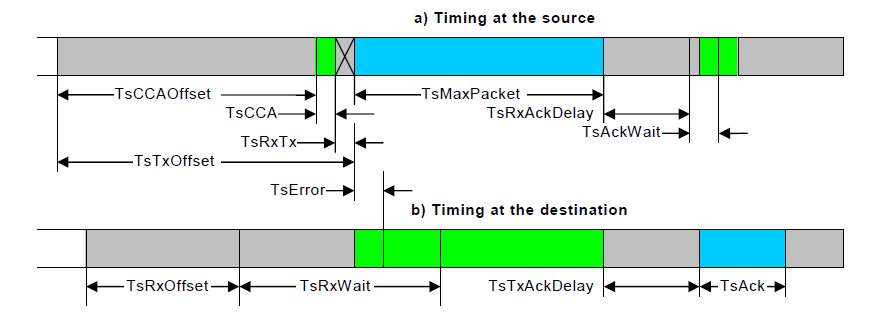 a) Timing at the source
TsCCAOffset
TsMaxPacket
TsCCA
TsRxAckDelay
TsRxTx
TsAckWait
TsTxOffset
TsError
b) Timing at the destination
TsRxOffset
TsRxWait
TsTxAckDelay
TsAck